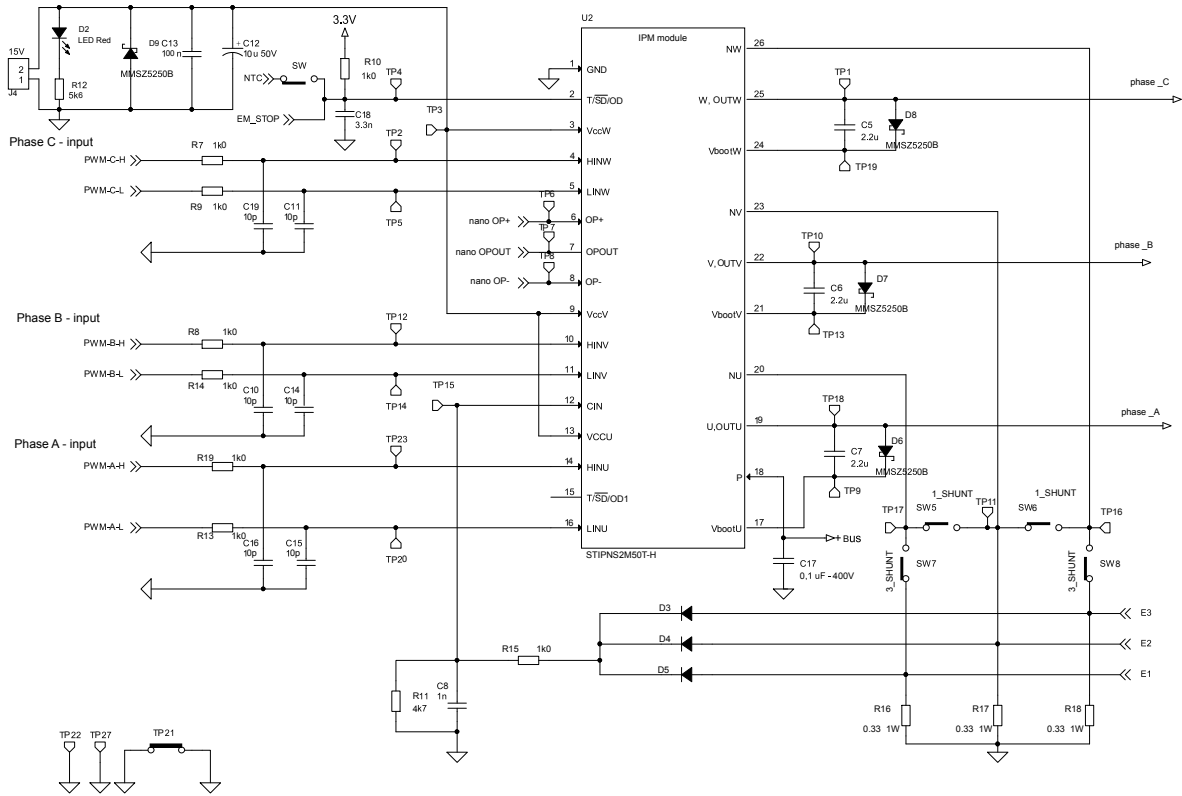 U2
IPM module
STIPNS2M50T-H
15V
2
1
J4
D2
LED Red
R12
5k6
D9
MMSZ5250B
C13
100 n
C12
+
10u 50V
3.3V
R10
1k0
TP4
NTC
SW
EM_STOP
C18
3.3n
TP3
1
GND
2
T/SD/OD
3
VccW
4
HINW
5
LINW
6
OP+
7
OPOUT
8
OP-
9
VccV
10
HINV
11
LINV
12
CIN
13
VCCU
14
HINU
15
T/SD/OD1
16
LINU
Phase C - input
PWM-C-H
R7 1k0
TP2
PWM-C-L
R9 1k0
TP5
C19
10p
C11
10p
TP6
nano OP+
TP7
nano OPOUT
TP8
nano OP-
Phase B - input
PWM-B-H
R8 1k0
TP12
PWM-B-L
R14 1k0
TP14
C10
10p
C14
10p
TP15
Phase A - input
PWM-A-H
R19 1k0
TP23
PWM-A-L
R13 1k0
TP20
C16
10p
C15
10p
NW
26
W, OUTW
25
VbootW
24
NV
23
V, OUTV
22
VbootV
21
NU
20
U,OUTU
19
P
18
VbootU
17
TP1
C5
2.2u
D8
MMSZ5250B
TP19
phase _C
TP10
C6
2.2u
D7
MMSZ5250B
TP13
phase _B
TP18
C7
2.2u
D6
MMSZ5250B
TP9
phase _A
+ BUS
C17
0,1 uF - 400V
TP17
1_SHUNT
SW5
TP11
1_SHUNT
SW6
TP16
3_SHUNT
SW7
3_SHUNT
SW8
D3
D4
D5
E3
E2
E1
R15 1k0
R11
4k7
C8
1n
R16
0.33 1W
R17
0.33 1W
R18
0.33 1W
TP22
TP27
TP21